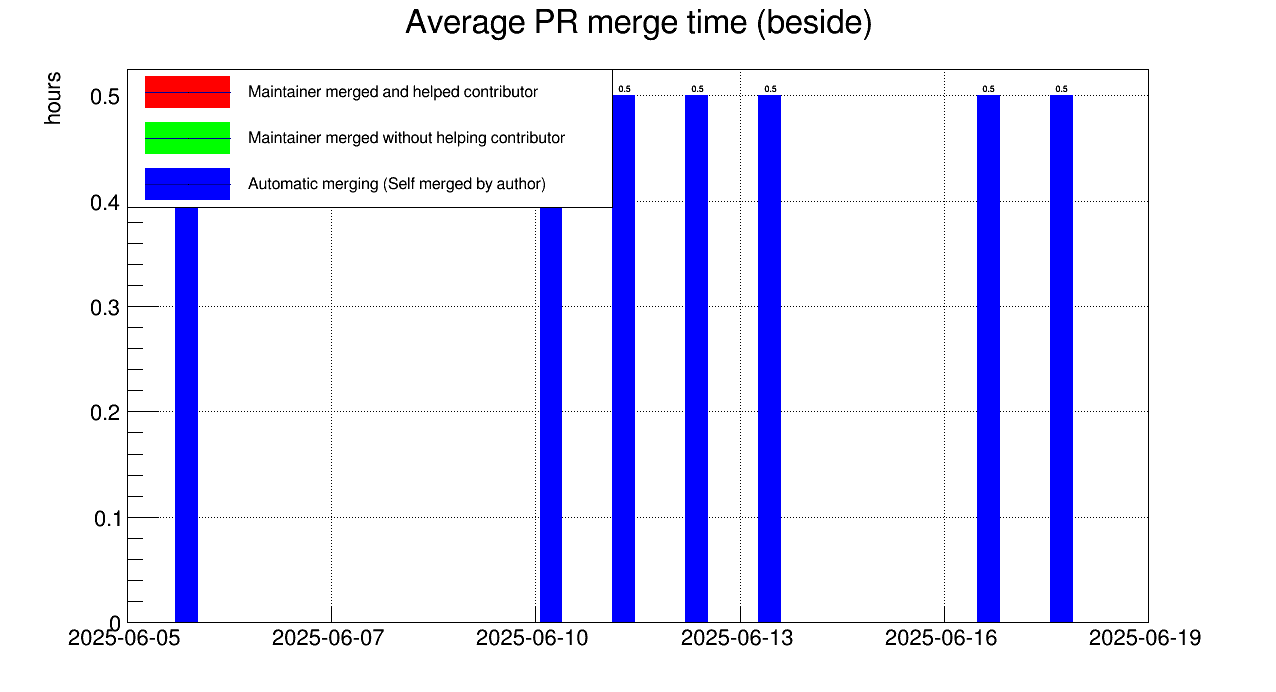 Average PR merge time (beside)
hours
Maintainer merged and helped contributor
Maintainer merged without helping contributor
Automatic merging (Self merged by author)
0.5 0.5 0.5 0.5 0.5
0.5
0.4
0.3
0.2
0.1
0
2025-06-05 2025-06-07 2025-06-10 2025-06-13 2025-06-16 2025-06-19